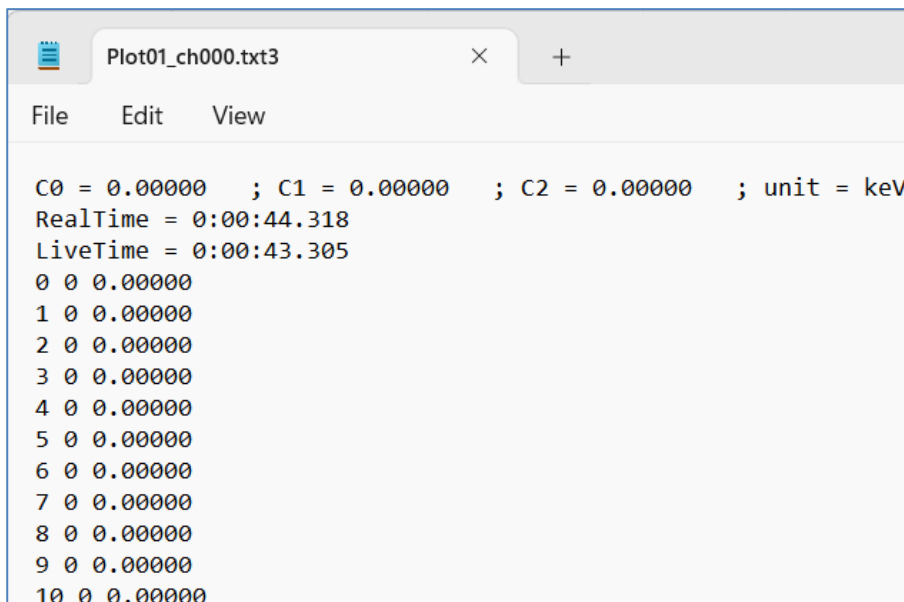 Plot01_ch000.txt3
File Edit View
C0 = 0.00000 ; C1 = 0.00000 ; C2 = 0.00000 ; unit = keV
RealTime = 0:00:44.318
LiveTime = 0:00:43.305
0 0 0.00000
1 0 0.00000
2 0 0.00000
3 0 0.00000
4 0 0.00000
5 0 0.00000
6 0 0.00000
7 0 0.00000
8 0 0.00000
9 0 0.00000
10 0 0.00000